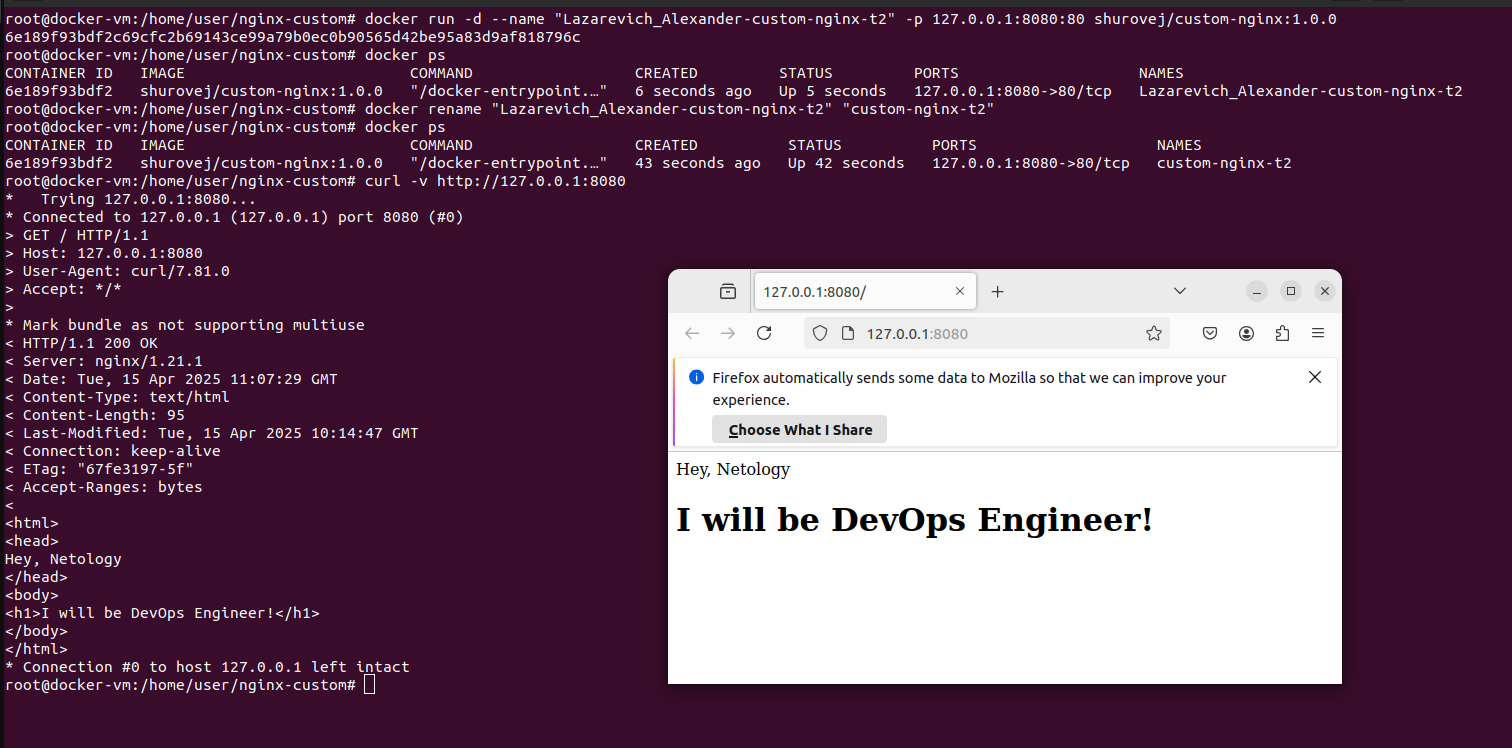 root@docker-vm:/home/user/nginx-custom# docker run -d --name "Lazarevich_Alexander-custom-nginx-t2" -p 127.0.0.1:8080:80 shurovej/custom-nginx:1.0.0
6e189f93bdf2c69cfc2b69143ce99a79b0ec0b90565d42be95a83d9af818796c
root@docker-vm:/home/user/nginx-custom# docker ps
CONTAINER ID   IMAGE                         COMMAND                  CREATED         STATUS         PORTS                    NAMES
6e189f93bdf2   shurovej/custom-nginx:1.0.0   "/docker-entrypoint.…"   6 seconds ago   Up 5 seconds   127.0.0.1:8080->80/tcp   Lazarevich_Alexander-custom-nginx-t2
root@docker-vm:/home/user/nginx-custom# docker rename "Lazarevich_Alexander-custom-nginx-t2" "custom-nginx-t2"
root@docker-vm:/home/user/nginx-custom# docker ps
CONTAINER ID   IMAGE                         COMMAND                  CREATED          STATUS          PORTS                    NAMES
6e189f93bdf2   shurovej/custom-nginx:1.0.0   "/docker-entrypoint.…"   43 seconds ago   Up 42 seconds   127.0.0.1:8080->80/tcp   custom-nginx-t2
root@docker-vm:/home/user/nginx-custom# curl -v http://127.0.0.1:8080
*   Trying 127.0.0.1:8080...
* Connected to 127.0.0.1 (127.0.0.1) port 8080 (#0)
> GET / HTTP/1.1
> Host: 127.0.0.1:8080
> User-Agent: curl/7.81.0
> Accept: */*
>
* Mark bundle as not supporting multiuse
< HTTP/1.1 200 OK
< Server: nginx/1.21.1
< Date: Tue, 15 Apr 2025 11:07:29 GMT
< Content-Type: text/html
< Content-Length: 95
< Last-Modified: Tue, 15 Apr 2025 10:14:47 GMT
< Connection: keep-alive
< ETag: "67fe3197-5f"
< Accept-Ranges: bytes
<
<html>
<head>
Hey, Netology
</head>
<body>
<h1>I will be DevOps Engineer!</h1>
</body>
</html>
* Connection #0 to host 127.0.0.1 left intact
root@docker-vm:/home/user/nginx-custom#
127.0.0.1:8080/
127.0.0.1:8080
Firefox automatically sends some data to Mozilla so that we can improve your
experience.
Choose What I Share
Hey, Netology
I will be DevOps Engineer!